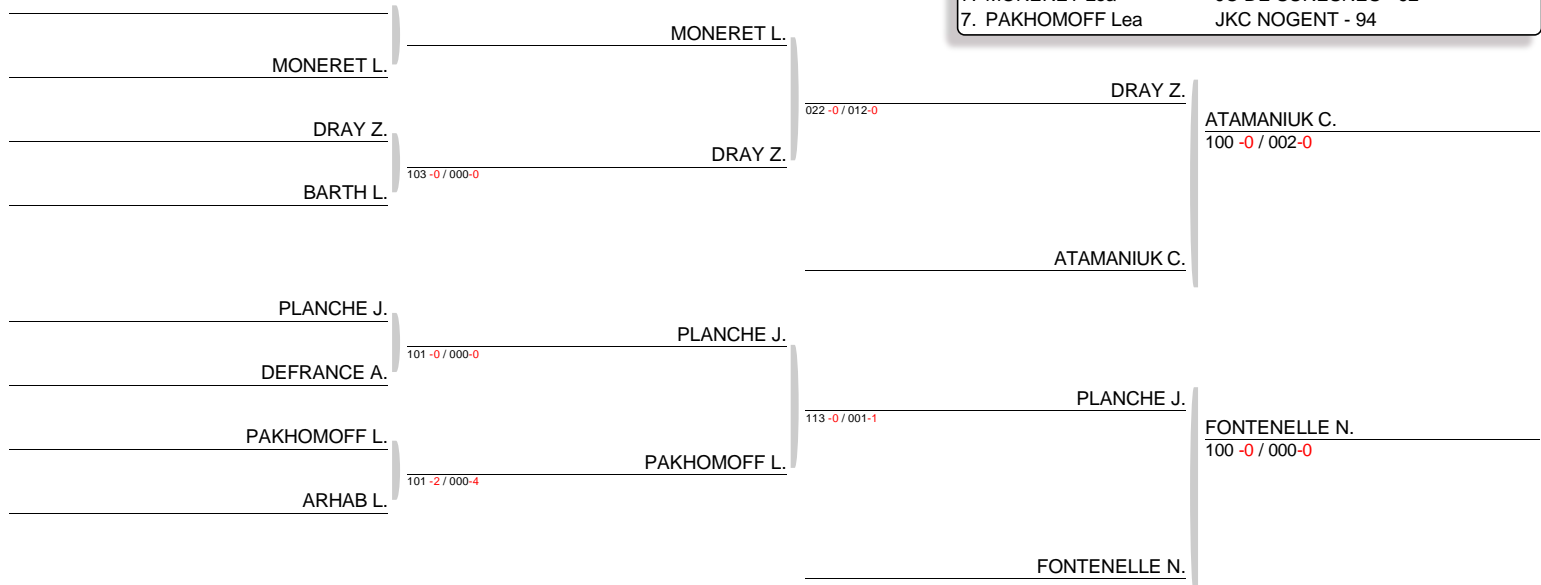 7. PAKHOMOFF Lea JKC NOGENT - 94
MONERET L.
MONERET L.
DRAY Z.
022 -0 / 012-0
ATAMANIUK C.
100 -0 / 002-0
DRAY Z.
DRAY Z.
103 -0 / 000-0
BARTH L.
ATAMANIUK C.
PLANCHE J.
PLANCHE J.
101 -0 / 000-0
DEFRANCE A.
PLANCHE J.
113 -0 / 001-1
FONTENELLE N.
100 -0 / 000-0
PAKHOMOFF L.
PAKHOMOFF L.
101 -2 / 000-4
ARHAB L.
FONTENELLE N.